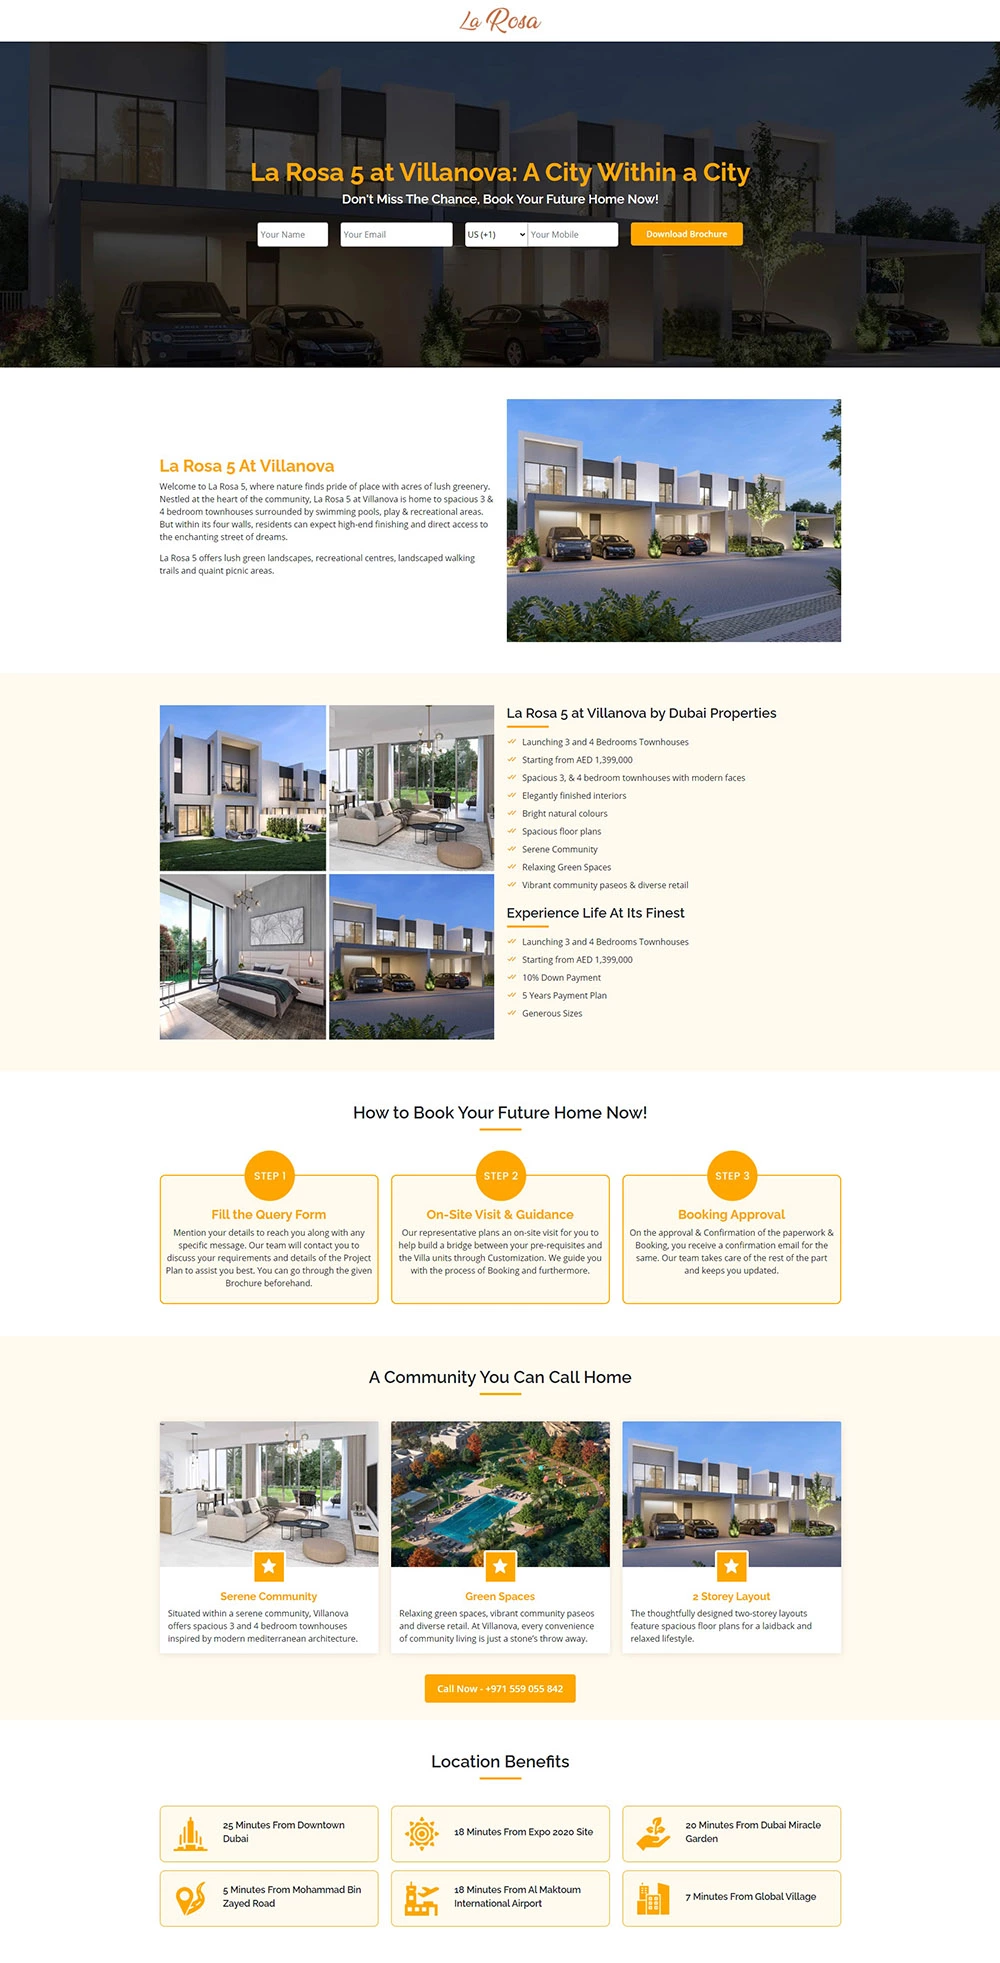 La Rosa
La Rosa 5 at Villanova: A City Within a City
Don't Miss The Chance, Book Your Future Home Now!
Your Name
Your Email
US (+1)
Your Mobile
Download Brochure
La Rosa 5 At Villanova
Welcome to La Rosa 5, where nature finds pride of place with acres of lush greenery.
Nestled at the heart of the community, La Rosa 5 at Villanova is home to spacious 3 &
4 bedroom townhouses surrounded by swimming pools, play & recreational areas.
But within its four walls, residents can expect high-end finishing and direct access to
the enchanting street of dreams.
La Rosa 5 offers lush green landscapes, recreational centres, landscaped walking
trails and quaint picnic areas.
La Rosa 5 at Villanova by Dubai Properties
Launching 3 and 4 Bedrooms Townhouses
Starting from AED 1,399,000
Spacious 3, & 4 bedroom townhouses with modern faces
Elegantly finished interiors
Bright natural colours
Spacious floor plans
Serene Community
Relaxing Green Spaces
Vibrant community paseos & diverse retail
Experience Life At Its Finest
Launching 3 and 4 Bedrooms Townhouses
Starting from AED 1,399,000
10% Down Payment
5 Years Payment Plan
Generous Sizes
How to Book Your Future Home Now!
STEP 1
Fill the Query Form
Mention your details to reach you along with any
specific message. Our team will contact you to
discuss your requirements and details of the Project
Plan to assist you best. You can go through the given
Brochure beforehand.
STEP 2
On-Site Visit & Guidance
Our representative plans an on-site visit for you to
help build a bridge between your pre-requisites and
the Villa units through Customization. We guide you
with the process of Booking and furthermore.
STEP 3
Booking Approval
On the approval & Confirmation of the paperwork &
Booking, you receive a confirmation email for the
same. Our team takes care of the rest of the part
and keeps you updated.
A Community You Can Call Home
Serene Community
Situated within a serene community, Villanova
offers spacious 3 and 4 bedroom townhouses
inspired by modern mediterranean architecture.
Green Spaces
Relaxing green spaces, vibrant community paseos
and diverse retail. At Villanova, every convenience
of community living is just a stone's throw away.
2 Storey Layout
The thoughtfully designed two-storey layouts
feature spacious floor plans for a laidback and
relaxed lifestyle.
Call Now - +971 559 055 842
Location Benefits
25 Minutes From Downtown
Dubai
18 Minutes From Expo 2020 Site
20 Minutes From Dubai Miracle
Garden
5 Minutes From Mohammad Bin
Zayed Road
18 Minutes From Al Maktoum
International Airport
7 Minutes From Global Village